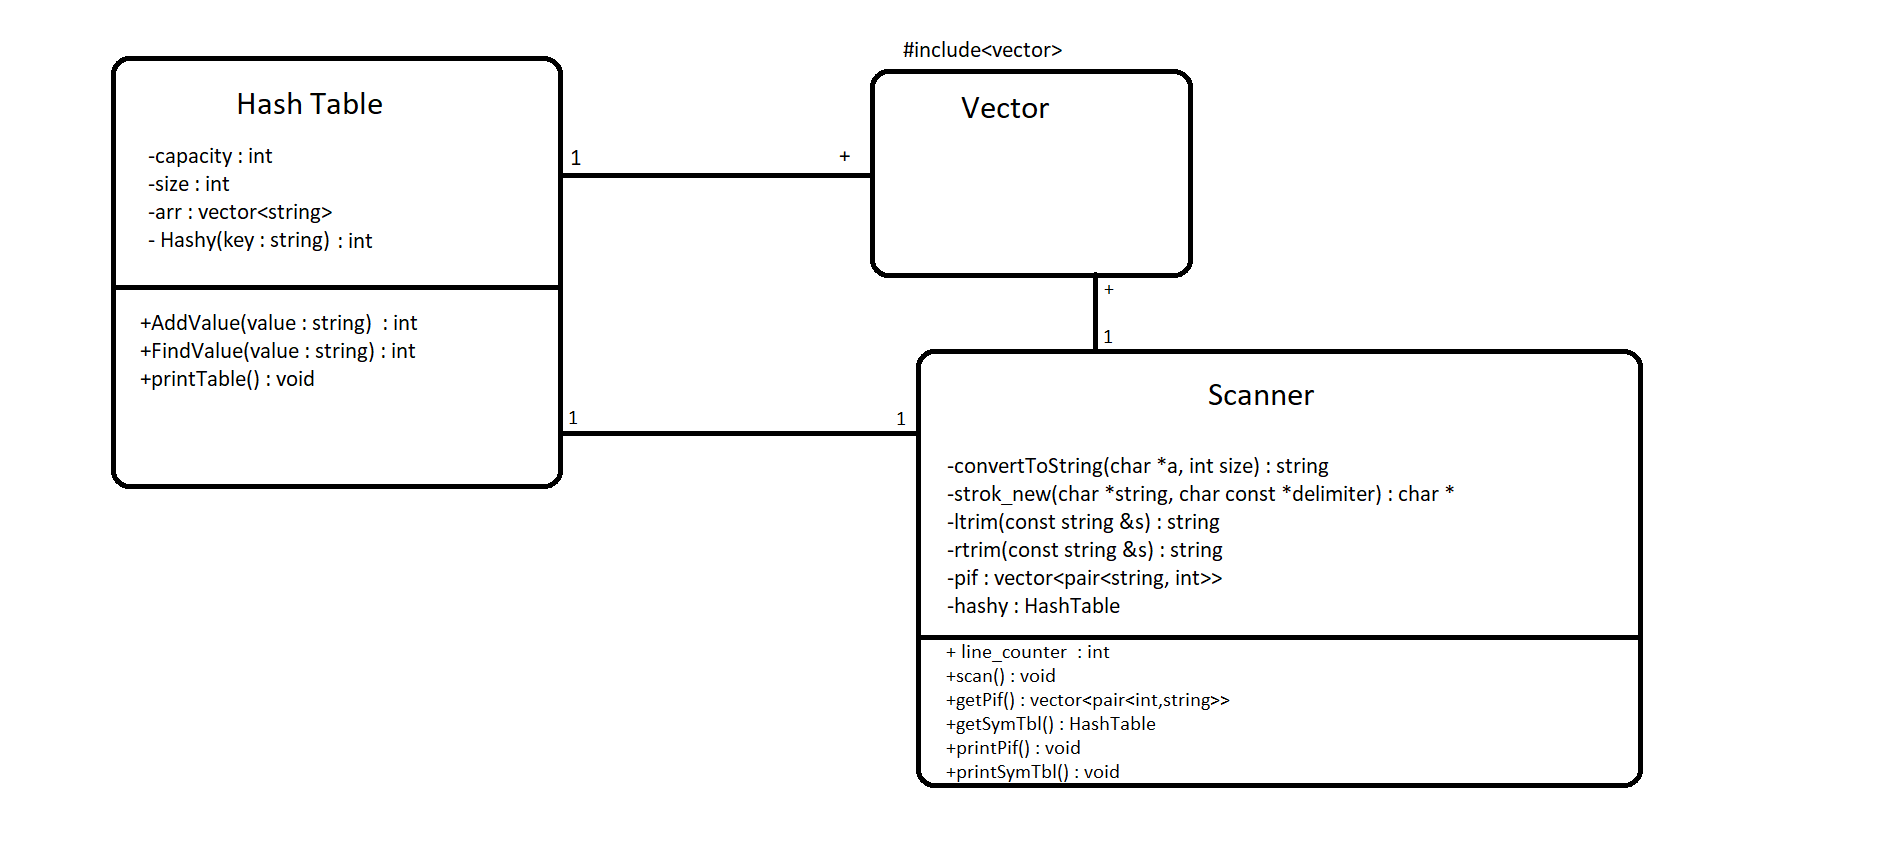 #include<vector>
Hash Table
-capacity : int
-size : int
-arr : vector<string>
- Hashy(key : string) : int
+AddValue(value : string) : int
+FindValue(value : string) : int
+printTable() : void
1
+
Vector
+
1
1
1
Scanner
-convertToString(char *a, int size) : string
-strok_new(char *string, char const *delimiter) : char *
-ltrim(const string &s) : string
-rtrim(const string &s) : string
-pif : vector<pair<string, int>>
-hashy : HashTable
+ line_counter : int
+scan() : void
+getPif() : vector<pair<int,string>>
+getSymTbl() : HashTable
+printPif() : void
+printSymTbl() : void